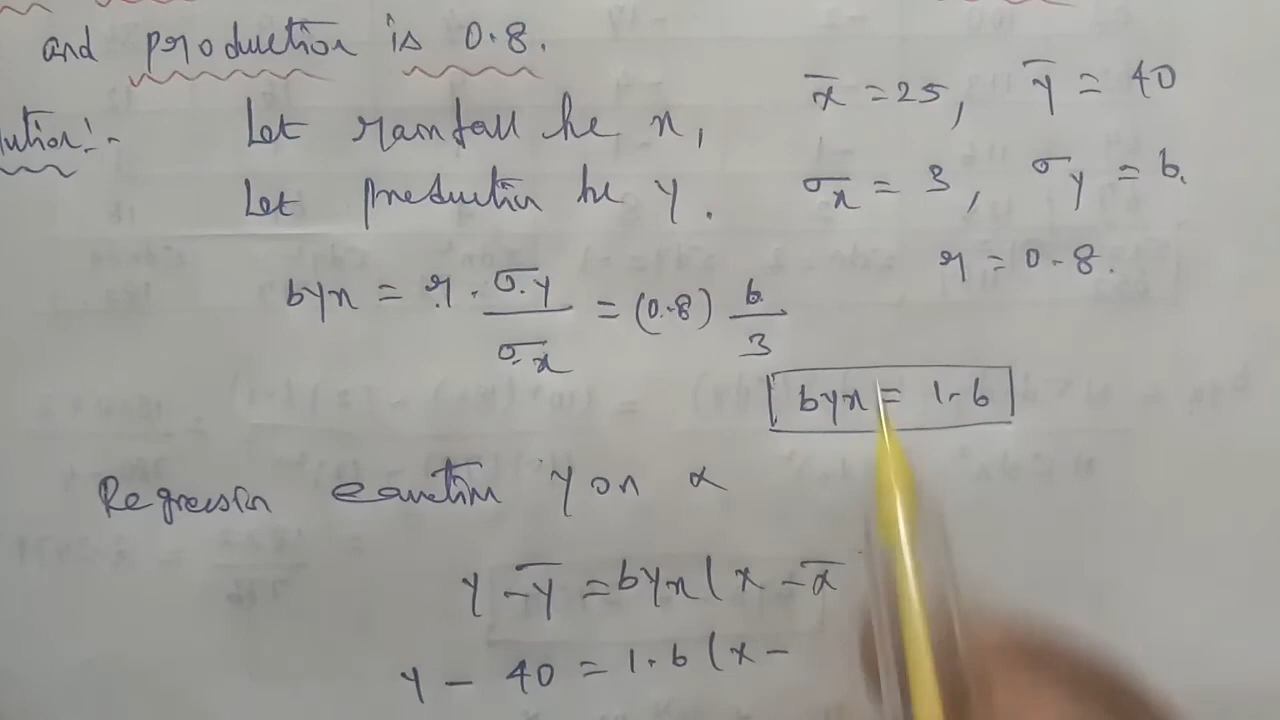 and production is 0.8.
x̄ = 25, ȳ = 40
lution:- Let rainfall be x,
σx = 3, σy = 6.
Let production be y.
r = 0.8.
byx = r . σy / σx = (0.8) 6 / 3
byx = 1.6
Regression equation y on x
y - ȳ = byx (x - x̄
y - 40 = 1.6 (x -